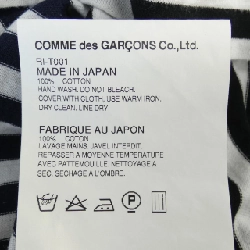 COMME des GARÇONS Co.,Ltd.
RI-T001
MADE IN JAPAN
100% COTTON
HAND WASH. DO NOT BLEACH.
COVER WITH CLOTH, USE WARM IRON.
DRY CLEAN. LINE DRY
FABRIQUE AU JAPON
100% COTTON
LAVAGE MAINS. JAVEL INTERDIT
REPASSER A MOYENNE TEMPERATURE
AVEC PATTEMOUILLE. NETTOYAGE A
SEC. SECHAGE A L'OMBRE.
P